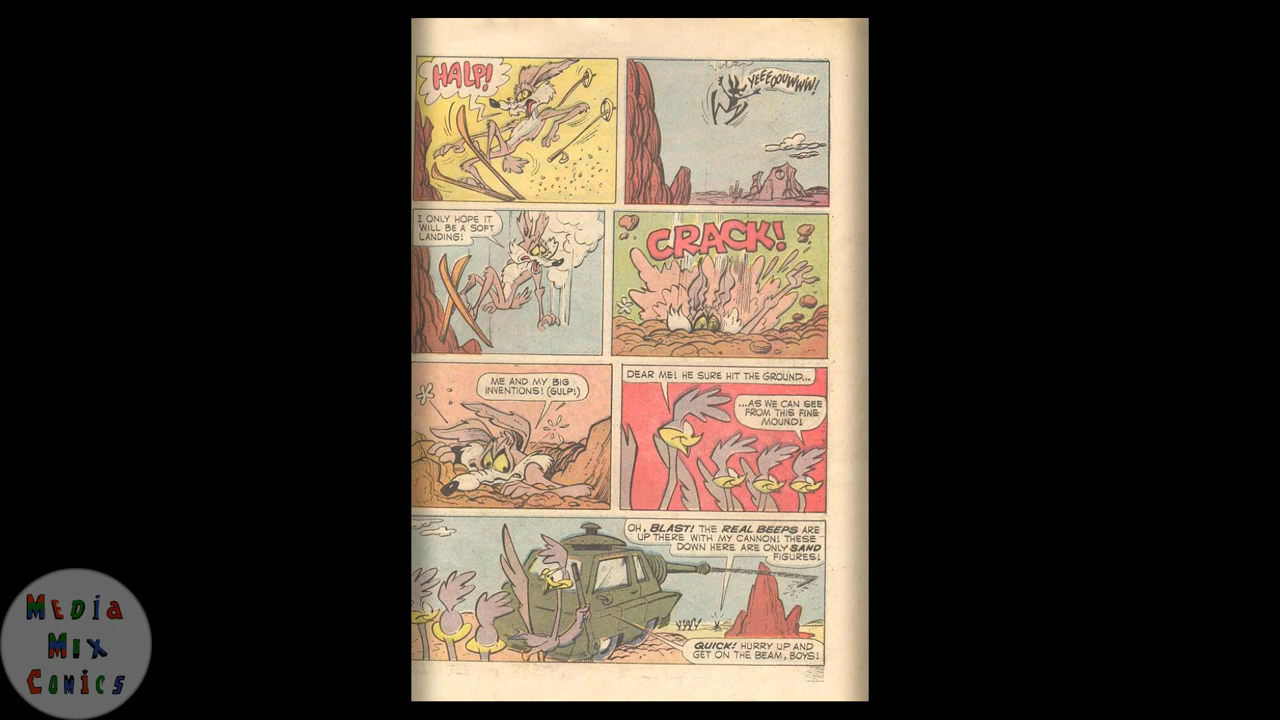 HALP!
YEEEOOUWWW!
I ONLY HOPE IT
WILL BE A SOFT
LANDING!
CRACK!
ME AND MY BIG
INVENTIONS! (GULP!)
DEAR ME! HE SURE HIT THE GROUND...
...AS WE CAN SEE
FROM THIS FINE
MOUND!
OH, BLAST! THE REAL BEEPS ARE
UP THERE WITH MY CANNON! THESE
DOWN HERE ARE ONLY SAND
FIGURES!
QUICK! HURRY UP AND
GET ON THE BEAM, BOYS!
MEDiA
Mix
COMiCS